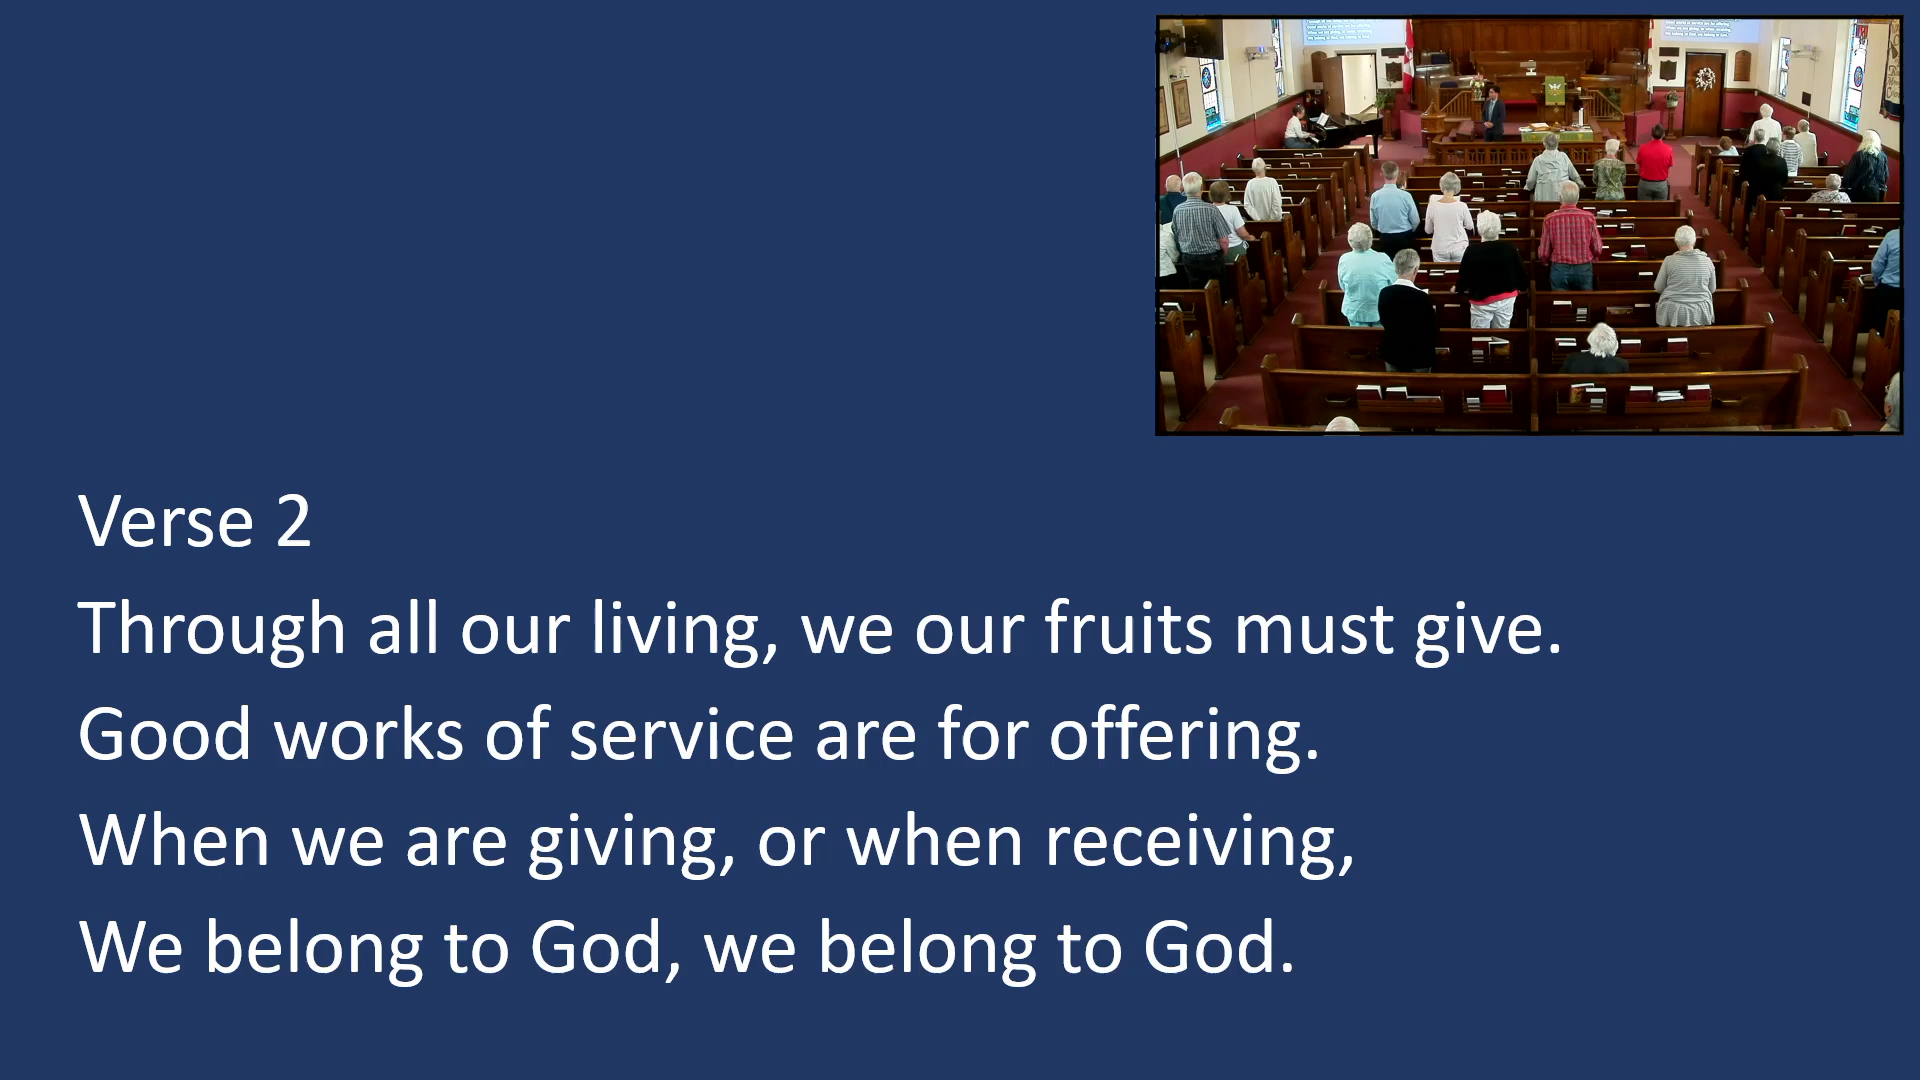 Verse 2
Through all our living, we our fruits must give.
Good works of service are for offering.
When we are giving, or when receiving,
We belong to God, we belong to God.